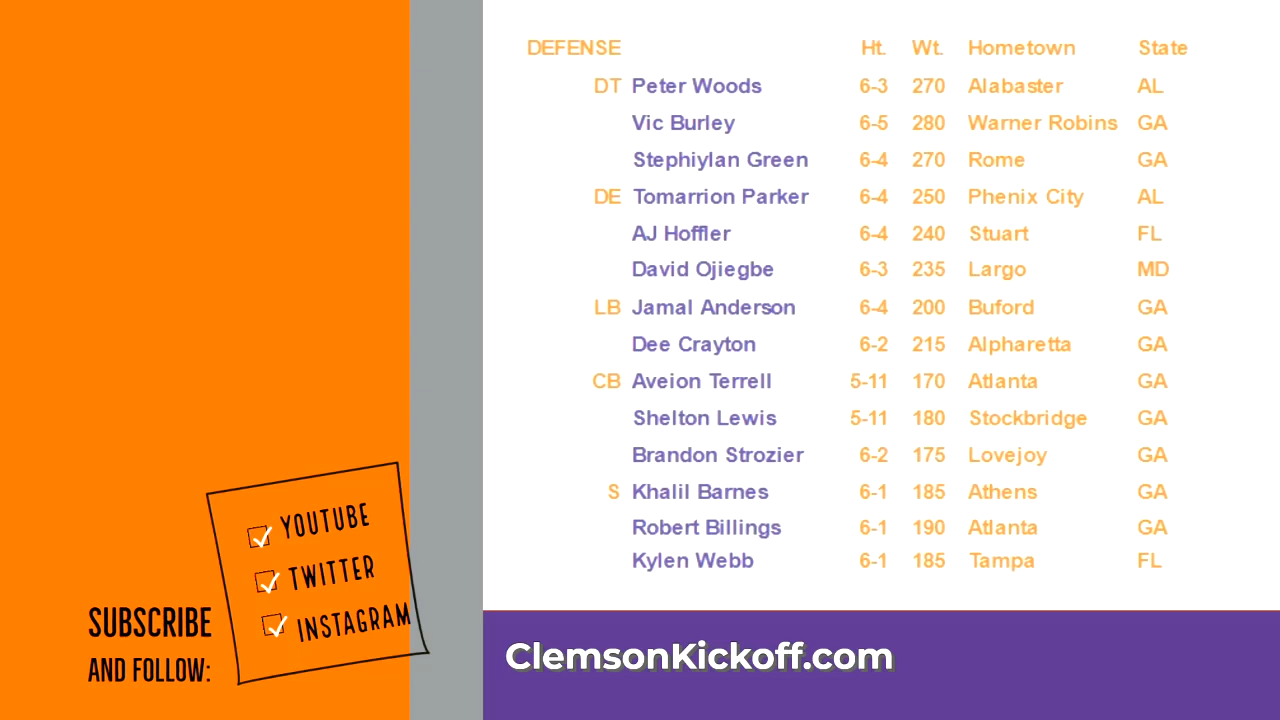 DEFENSE Ht. Wt. Hometown State
DT Peter Woods 6-3 270 Alabaster AL
Vic Burley 6-5 280 Warner Robins GA
Stephiylan Green 6-4 270 Rome GA
DE Tomarrion Parker 6-4 250 Phenix City AL
AJ Hoffler 6-4 240 Stuart FL
David Ojiegbe 6-3 235 Largo MD
LB Jamal Anderson 6-4 200 Buford GA
Dee Crayton 6-2 215 Alpharetta GA
CB Aveion Terrell 5-11 170 Atlanta GA
Shelton Lewis 5-11 180 Stockbridge GA
Brandon Strozier 6-2 175 Lovejoy GA
S Khalil Barnes 6-1 185 Athens GA
Robert Billings 6-1 190 Atlanta GA
Kylen Webb 6-1 185 Tampa FL
SUBSCRIBE
AND FOLLOW:
YOUTUBE
TWITTER
INSTAGRAM
ClemsonKickoff.com